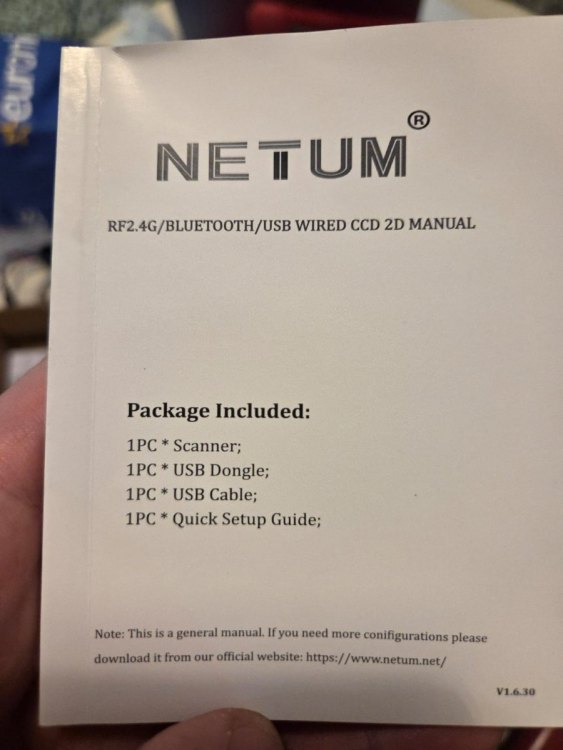 NETUM®
RF2.4G/BLUETOOTH/USB WIRED CCD 2D MANUAL
Package Included:
1PC * Scanner;
1PC * USB Dongle;
1PC * USB Cable;
1PC * Quick Setup Guide;
Note: This is a general manual. If you need more conifigurations please
download it from our official website: https://www.netum.net/
V1.6.30